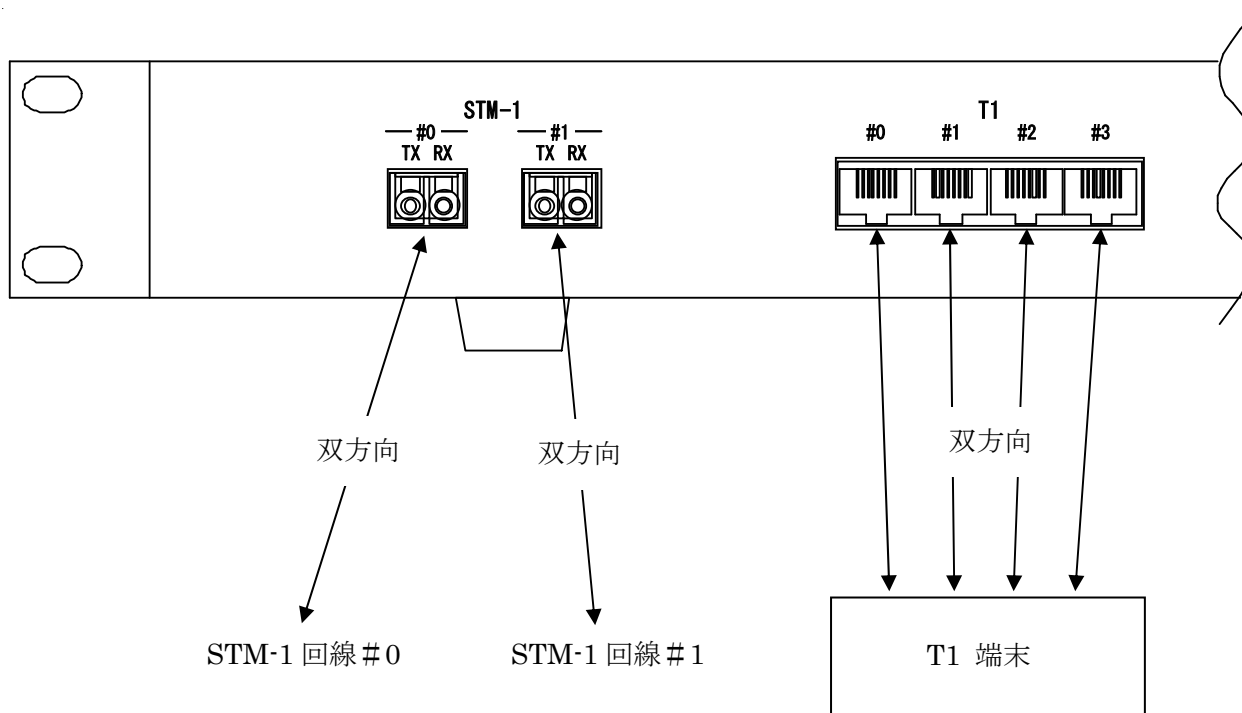 STM-1
#0
#1
TX RX
TX RX
T1
#0 #1 #2 #3
双方向
双方向
双方向
STM-1 回線＃0
STM-1 回線＃1
T1 端末